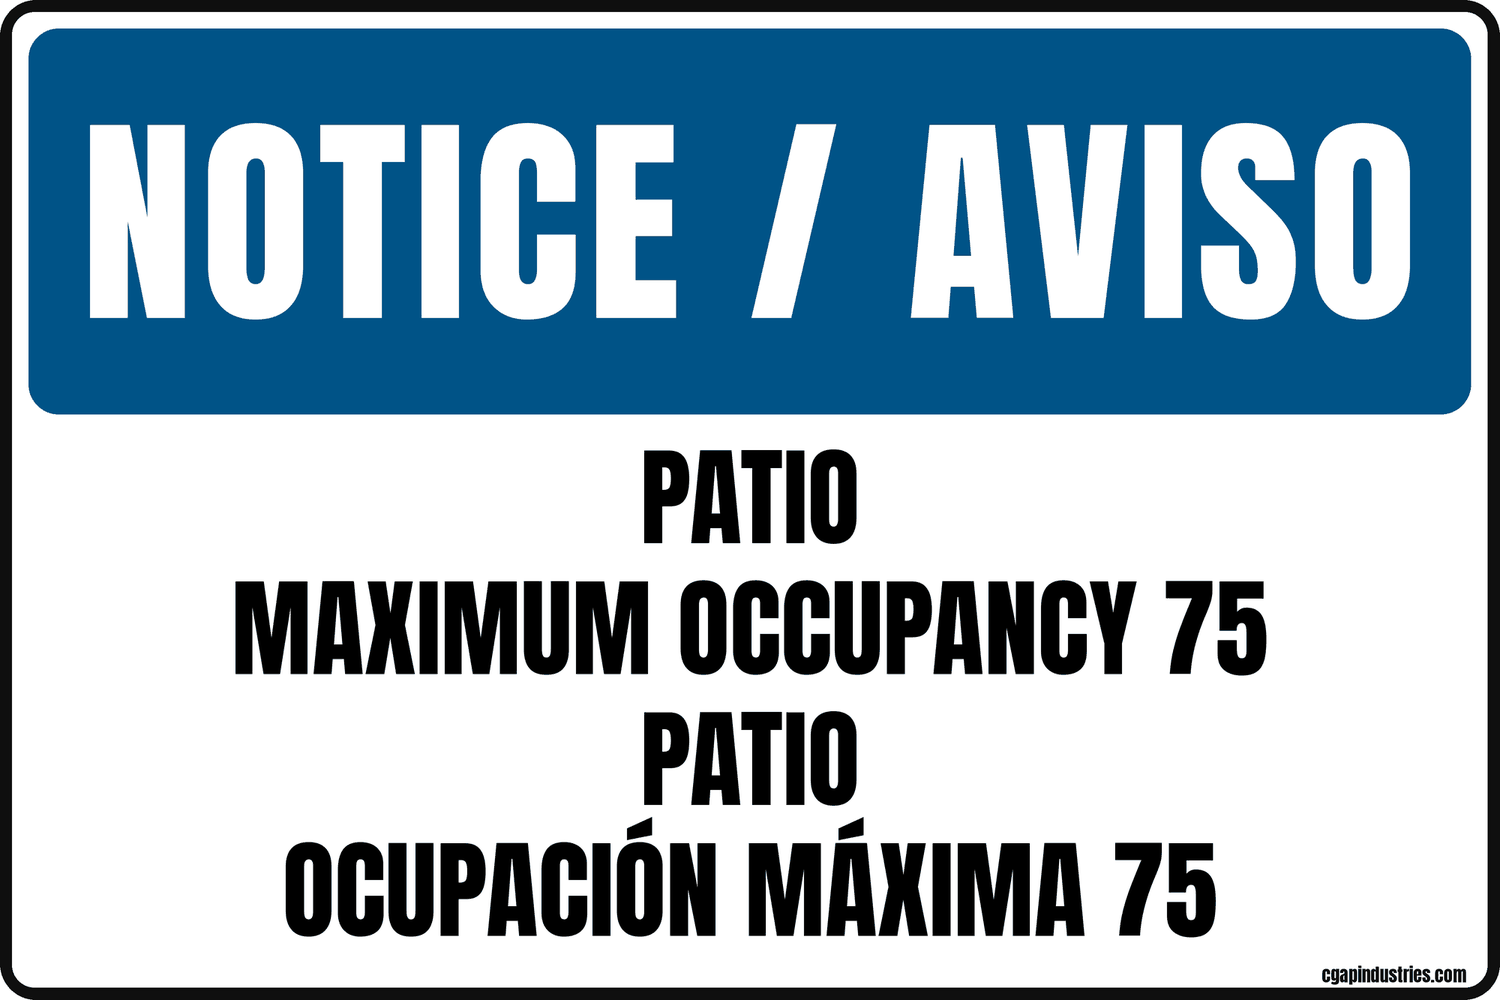 NOTICE / AVISO
PATIO
MAXIMUM OCCUPANCY 75
PATIO
OCUPACIÓN MÁXIMA 75
cgapindustries.com